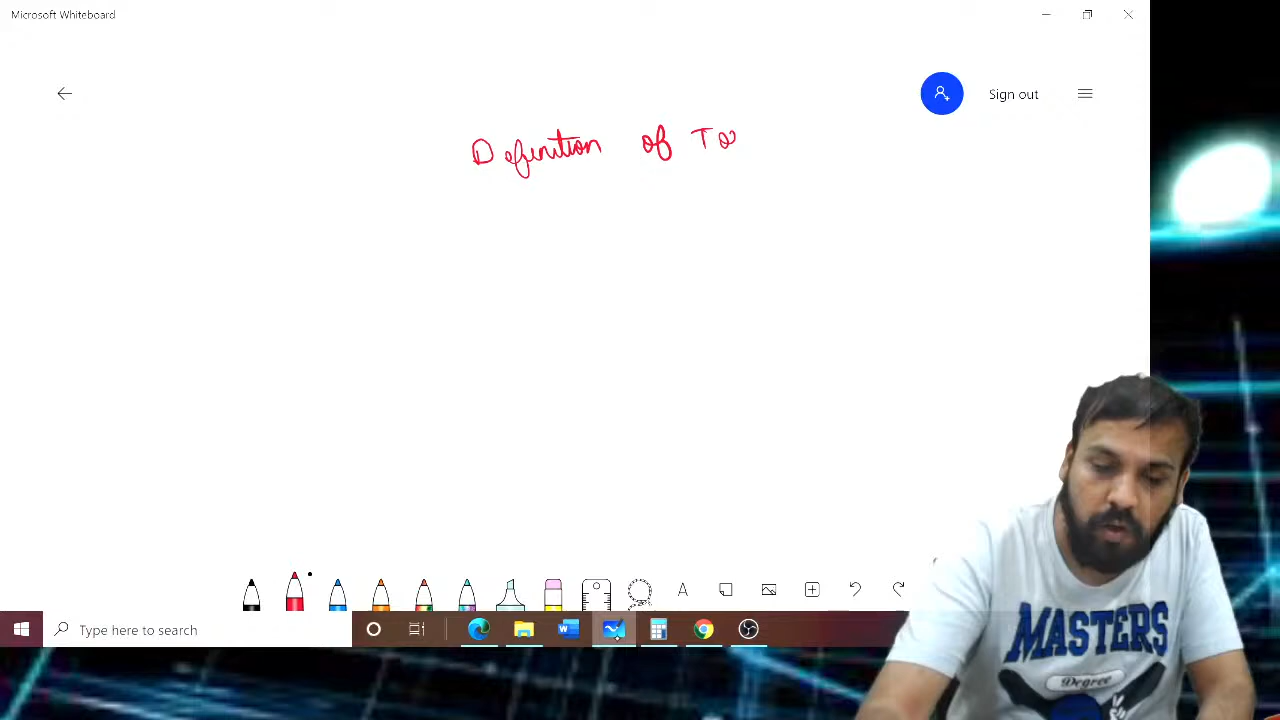 Microsoft Whiteboard
Sign out
Definition of To
A
Type here to search
MASTERS
Degree